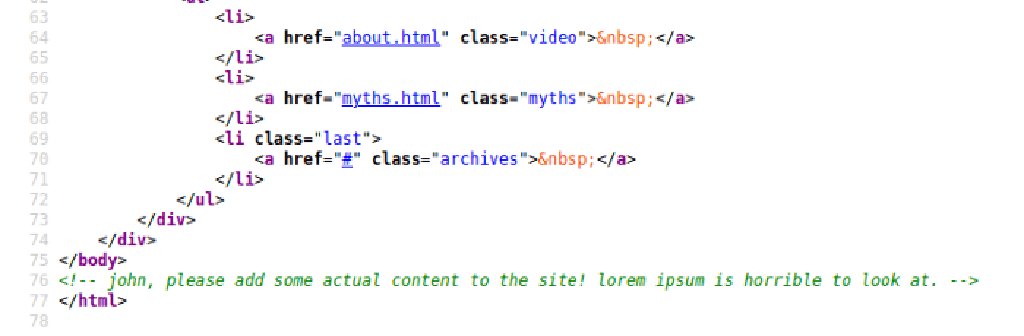 62 <ul>
63 <li>
64 <a href="about.html" class="video">&nbsp;</a>
65 </li>
66 <li>
67 <a href="myths.html" class="myths">&nbsp;</a>
68 </li>
69 <li class="last">
70 <a href="#" class="archives">&nbsp;</a>
71 </li>
72 </ul>
73 </div>
74 </div>
75 </body>
76 <!-- john, please add some actual content to the site! lorem ipsum is horrible to look at. -->
77 </html>
78